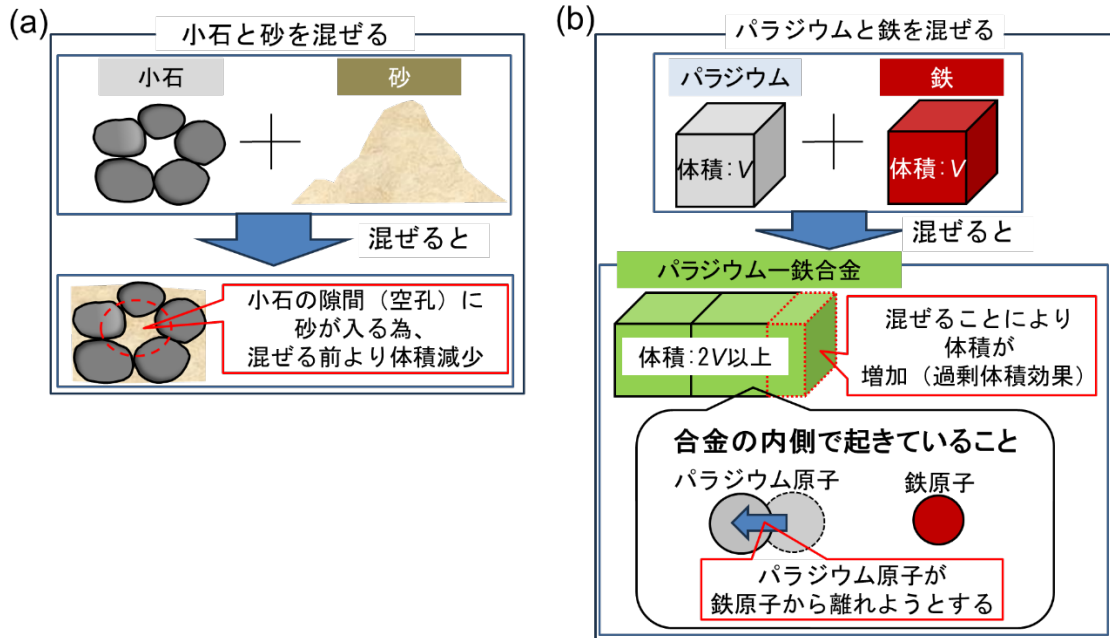 (a)
小石と砂を混ぜる
小石
砂
混ぜると
小石の隙間（空孔）に
砂が入る為、
混ぜる前より体積減少
(b)
パラジウムと鉄を混ぜる
パラジウム
鉄
体積：V
体積：V
混ぜると
パラジウムー鉄合金
体積：2V以上
混ぜることにより
体積が
増加（過剰体積効果）
合金の内側で起きていること
パラジウム原子
鉄原子
パラジウム原子が
鉄原子から離れようとする